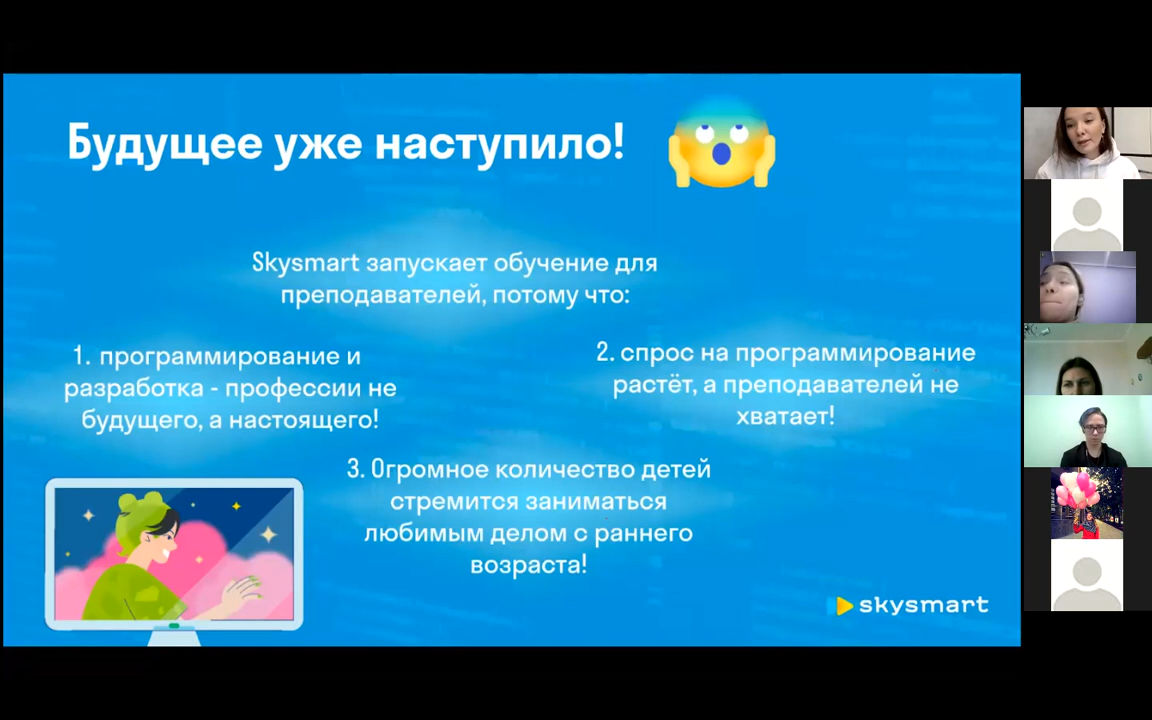 Будущее уже наступило!
Skysmart запускает обучение для
преподавателей, потому что:
1. программирование и
разработка - профессии не
будущего, а настоящего!
2. спрос на программирование
растёт, а преподавателей не
хватает!
3. Огромное количество детей
стремится заниматься
любимым делом с раннего
возраста!
skysmart